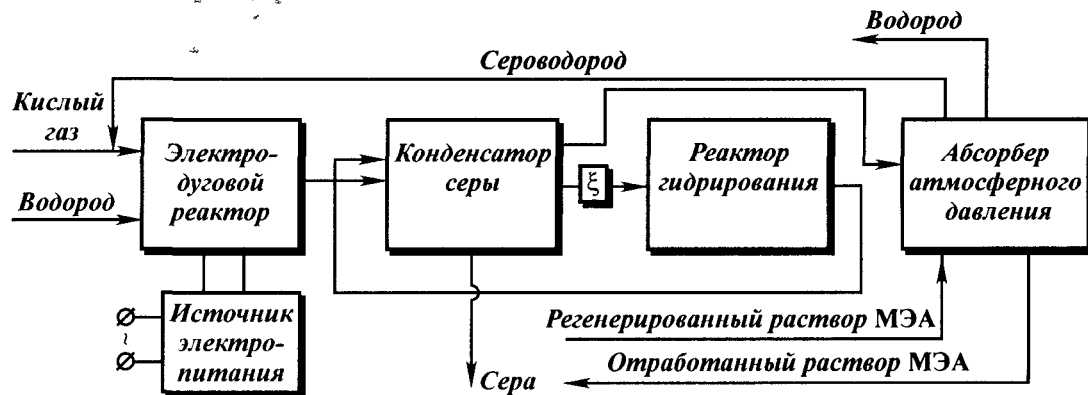 Водород
Сероводород
Кислый
газ
Электро-
дуговой
реактор
Конденсатор
серы
ξ
Реактор
гидрирования
Абсорбер
атмосферного
давления
Водород
Источник
электро-
питания
~
Регенерированный раствор МЭА
Отработанный раствор МЭА
Сера